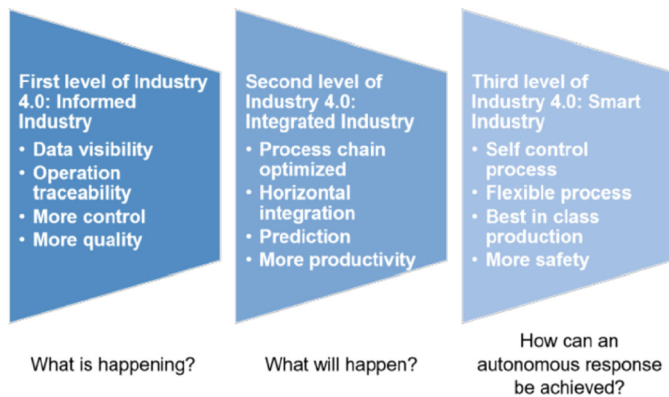 First level of Industry
4.0: Informed
Industry
• Data visibility
• Operation
traceability
• More control
• More quality
Second level of
Industry 4.0:
Integrated Industry
• Process chain
optimized
• Horizontal
integration
• Prediction
• More productivity
Third level of
Industry 4.0: Smart
Industry
• Self control
process
• Flexible process
• Best in class
production
• More safety
What is happening?
What will happen?
How can an
autonomous response
be achieved?